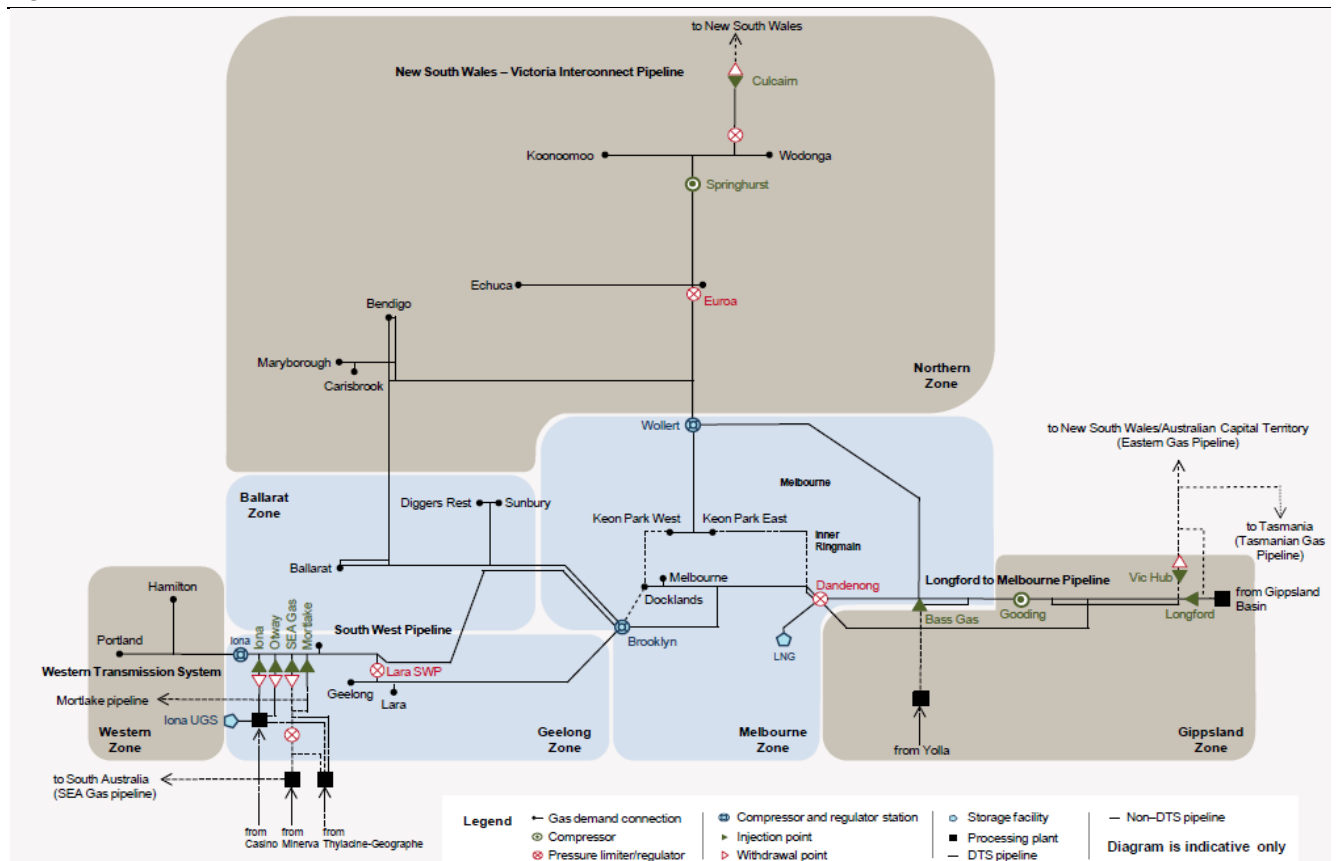 to New South Wales
New South Wales – Victoria Interconnect Pipeline
Culcairn
Koonoomoo
Wodonga
Springhurst
Echuca
Euroa
Bendigo
Maryborough
Carisbrook
Northern
Zone
Wollert
to New South Wales/Australian Capital Territory
(Eastern Gas Pipeline)
Ballarat
Zone
Diggers Rest
Sunbury
Melbourne
Keon Park West
Keon Park East
Inner
Ringmain
to Tasmania
(Tasmanian Gas
Pipeline)
Hamilton
Ballarat
Melbourne
Docklands
Dandenong
Longford to Melbourne Pipeline
Vic Hub
from Gippsland
Basin
Portland
Iona
Iona
Otway
SEA Gas
Mortlake
South West Pipeline
Brooklyn
LNG
Bass Gas
Gooding
Longford
Western Transmission System
Lara SWP
Mortlake pipeline
Geelong
Lara
Iona UGS
Western
Zone
Geelong
Zone
Melbourne
Zone
from Yolla
Gippsland
Zone
to South Australia
(SEA Gas pipeline)
from
Casino
from
Minerva
from
Thylacine-Geographe
Legend
Gas demand connection
Compressor
Pressure limiter/regulator
Compressor and regulator station
Injection point
Withdrawal point
Storage facility
Processing plant
DTS pipeline
Non–DTS pipeline
Diagram is indicative only